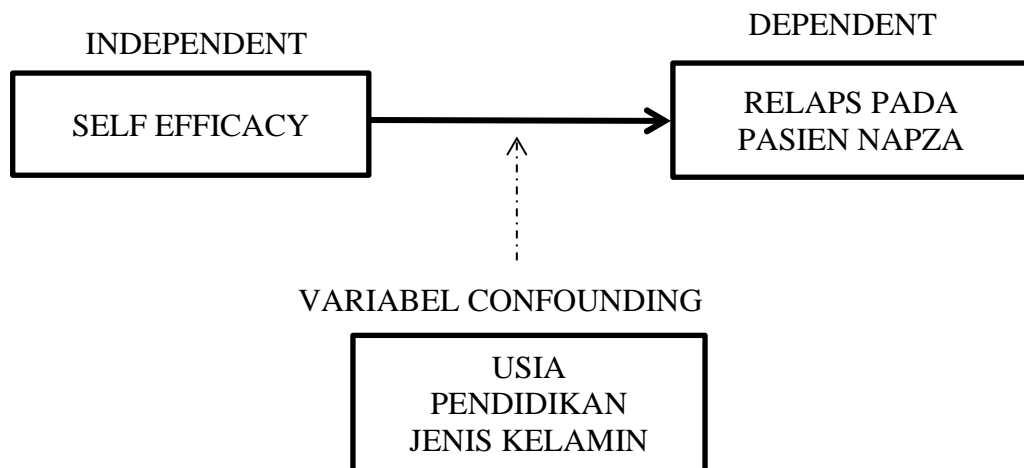 INDEPENDENT
SELF EFFICACY
DEPENDENT
RELAPS PADA
PASIEN NAPZA
VARIABEL CONFOUNDING
USIA
PENDIDIKAN
JENIS KELAMIN